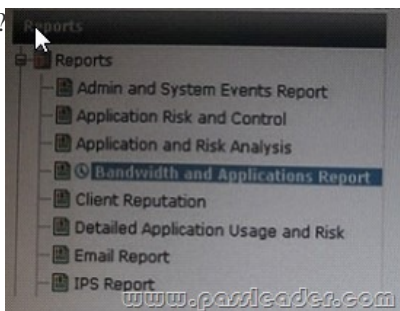 ?
Reports
Reports
Admin and System Events Report
Application Risk and Control
Application and Risk Analysis
Bandwidth and Applications Report
Client Reputation
Detailed Application Usage and Risk
Email Report
IPS Report
www.passleader.com